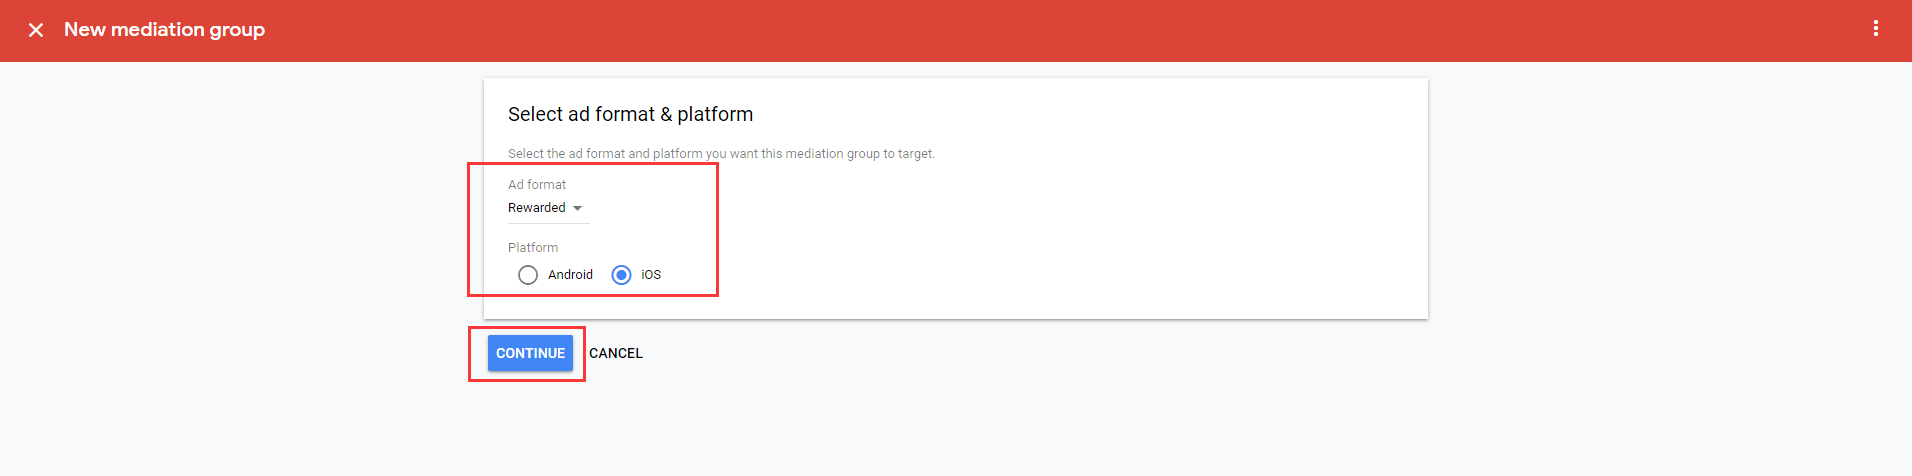 New mediation group
Select ad format & platform
Select the ad format and platform you want this mediation group to target.
Ad format
Rewarded
Platform
Android iOS
CONTINUE CANCEL